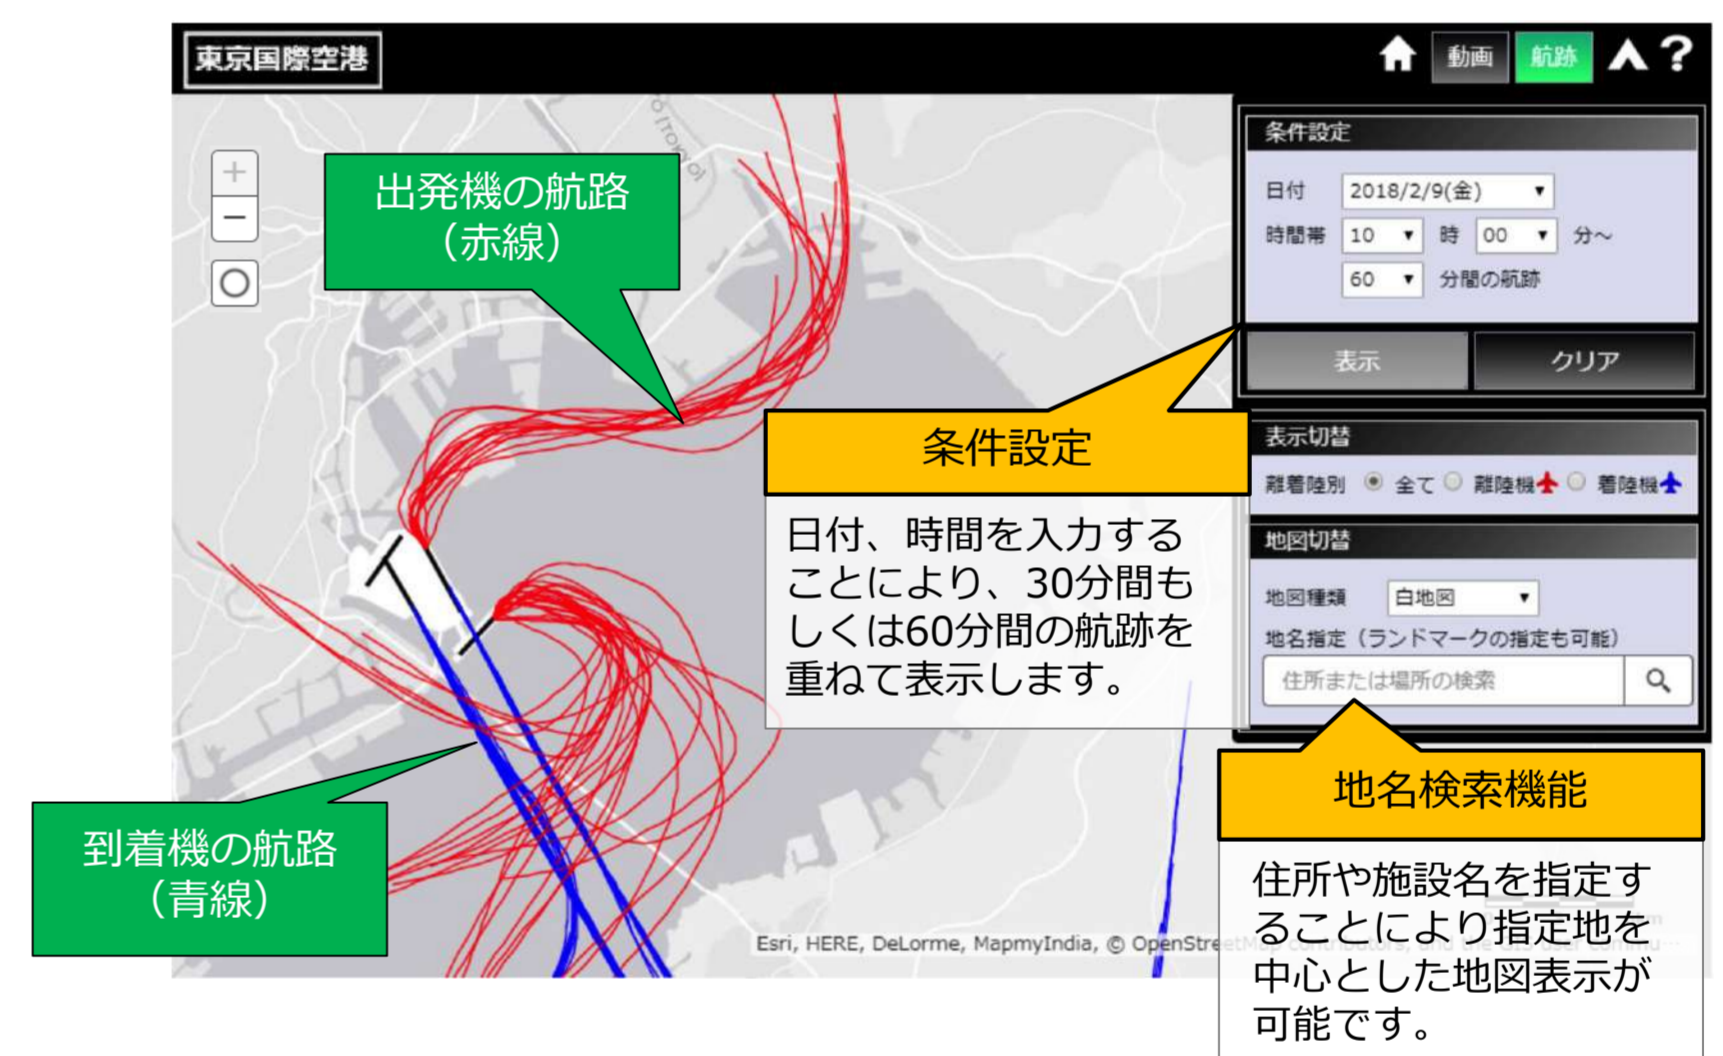 東京国際空港
動画
航跡
?
出発機の航路
（赤線）
条件設定
日付 2018/2/9(金)
時間帯 10 時 00 分～
60 分間の航跡
表示 クリア
条件設定
日付、時間を入力する
ことにより、30分間も
しくは60分間の航跡を
重ねて表示します。
表示切替
離着陸別 全て 離陸機 着陸機
地図切替
地図種類 白地図
地名指定（ランドマークの指定も可能）
住所または場所の検索
地名検索機能
住所や施設名を指定す
ることにより指定地を
中心とした地図表示が
可能です。
到着機の航路
（青線）
Esri, HERE, DeLorme, MapmyIndia, © OpenStreetMap contributors, and the GIS user commu…